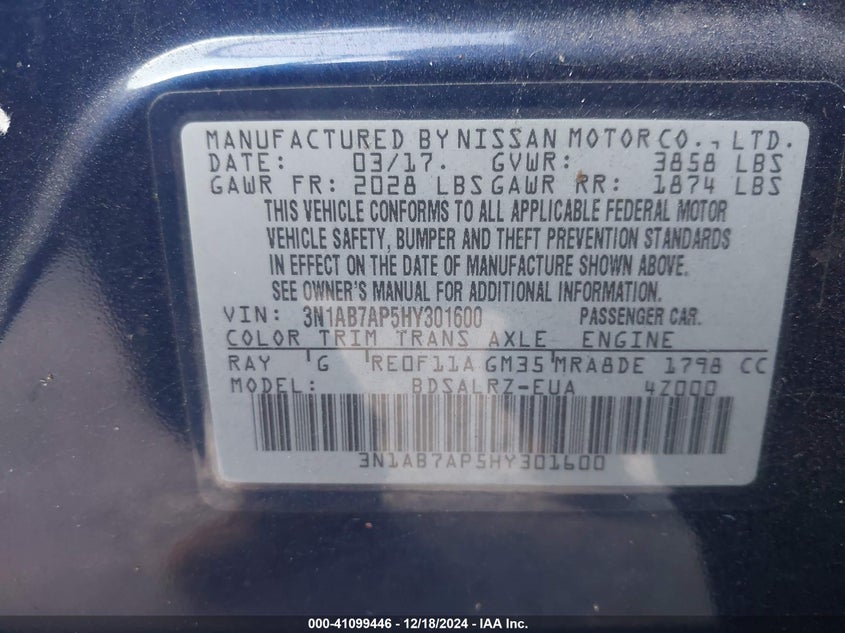 MANUFACTURED BY NISSAN MOTOR CO., LTD.
DATE: 03/17. GVWR: 3858 LBS
GAWR FR: 2028 LBS GAWR RR: 1874 LBS
THIS VEHICLE CONFORMS TO ALL APPLICABLE FEDERAL MOTOR
VEHICLE SAFETY, BUMPER AND THEFT PREVENTION STANDARDS
IN EFFECT ON THE DATE OF MANUFACTURE SHOWN ABOVE.
SEE OWNER'S MANUAL FOR ADDITIONAL INFORMATION.
VIN: 3N1AB7AP5HY301600 PASSENGER CAR.
COLOR TRIM TRANS AXLE ENGINE
RAY G RE0F11A GM35 MRA8DE 1798 CC
MODEL: BDSALRZ-EUA 4Z000
3N1AB7AP5HY301600
000-41099446 - 12/18/2024 - IAA Inc.